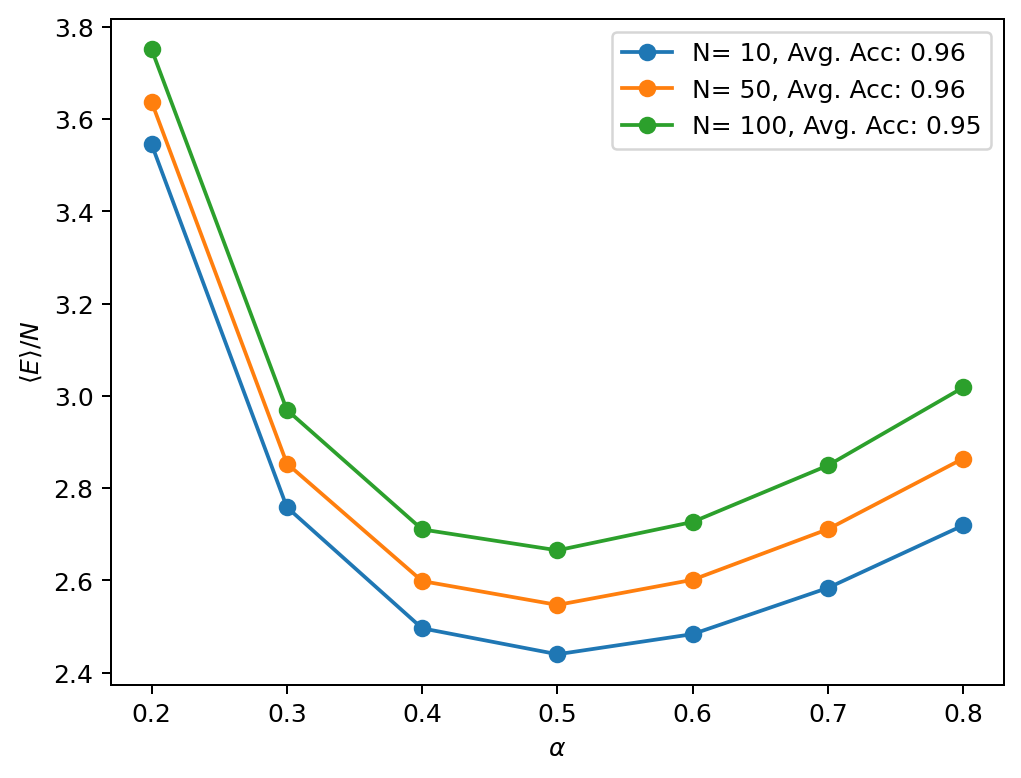 3.8
3.6
3.4
3.2
3.0
2.8
2.6
2.4
⟨E⟩/N
N= 10, Avg. Acc: 0.96
N= 50, Avg. Acc: 0.96
N= 100, Avg. Acc: 0.95
0.2 0.3 0.4 0.5 0.6 0.7 0.8
α